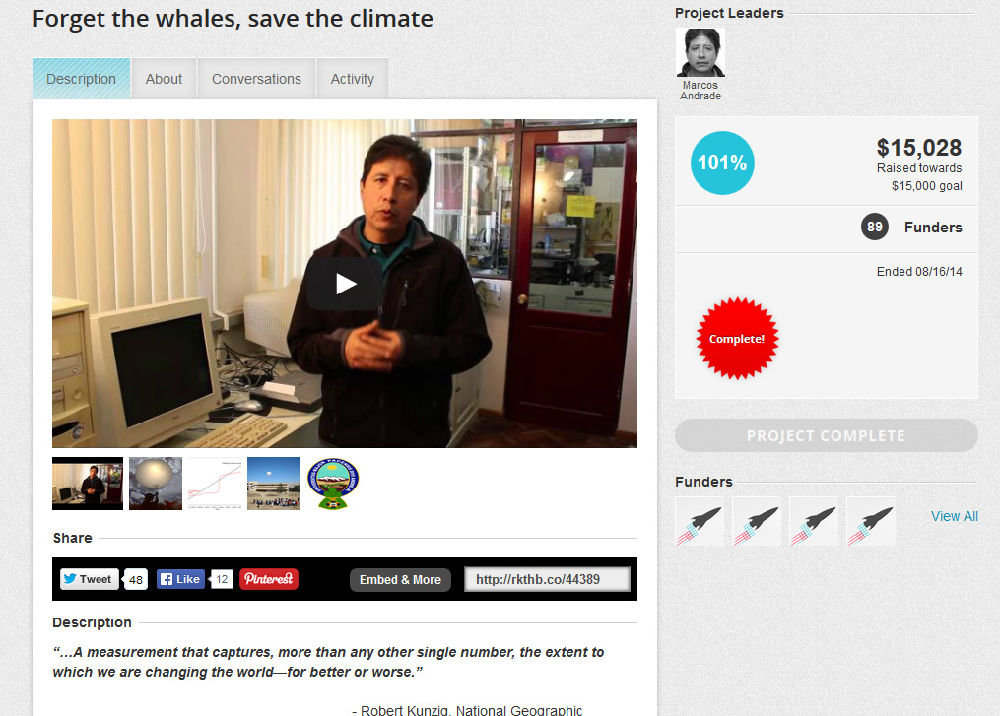 Forget the whales, save the climate
Description
About
Conversations
Activity
Share
Tweet
48
Like
12
Pinterest
Embed & More
http://rkthb.co/44389
Description
“…A measurement that captures, more than any other single number, the extent to
which we are changing the world—for better or worse.”
- Robert Kunzig, National Geographic
Project Leaders
Marcos
Andrade
101%
$15,028
Raised towards
$15,000 goal
89
Funders
Ended 08/16/14
Complete!
PROJECT COMPLETE
Funders
View All